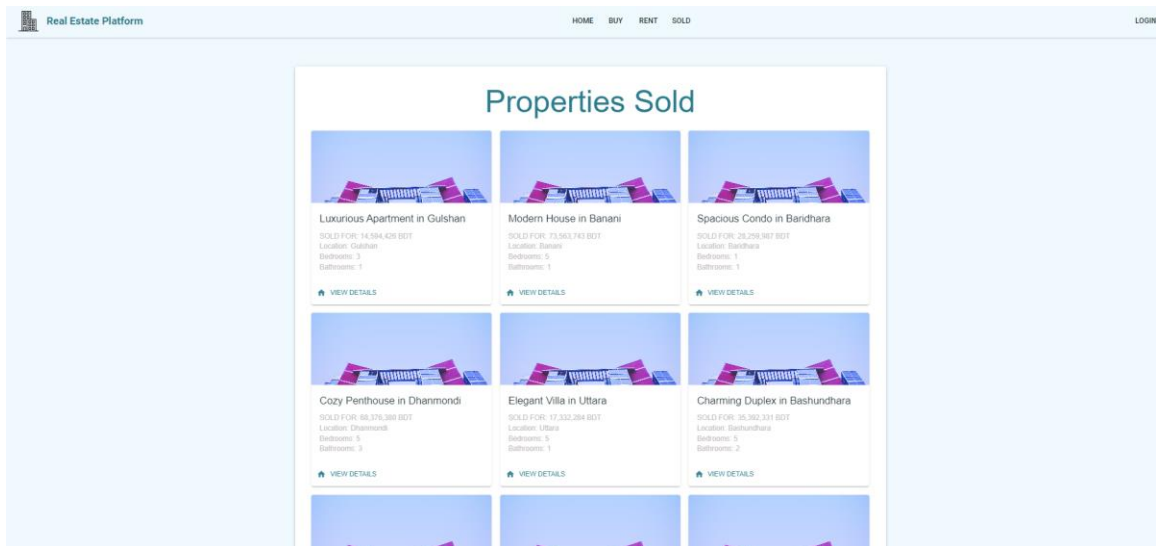 Real Estate Platform
HOME BUY RENT SOLD
LOGIN
Properties Sold
Luxurious Apartment in Gulshan
SOLD FOR: 14,594,426 BDT
Location: Gulshan
Bedrooms: 3
Bathrooms: 1
VIEW DETAILS
Modern House in Banani
SOLD FOR: 73,563,743 BDT
Location: Banani
Bedrooms: 5
Bathrooms: 1
VIEW DETAILS
Spacious Condo in Baridhara
SOLD FOR: 28,259,987 BDT
Location: Baridhara
Bedrooms: 1
Bathrooms: 1
VIEW DETAILS
Cozy Penthouse in Dhanmondi
SOLD FOR: BDT
Location: Dhanmondi
Bedrooms: 5
Bathrooms: 3
VIEW DETAILS
Elegant Villa in Uttara
SOLD FOR: 17,332,284 BDT
Location: Uttara
Bedrooms: 5
Bathrooms: 1
VIEW DETAILS
Charming Duplex in Bashundhara
SOLD FOR: 35,382,331 BDT
Location: Bashundhara
Bedrooms: 5
Bathrooms: 2
VIEW DETAILS